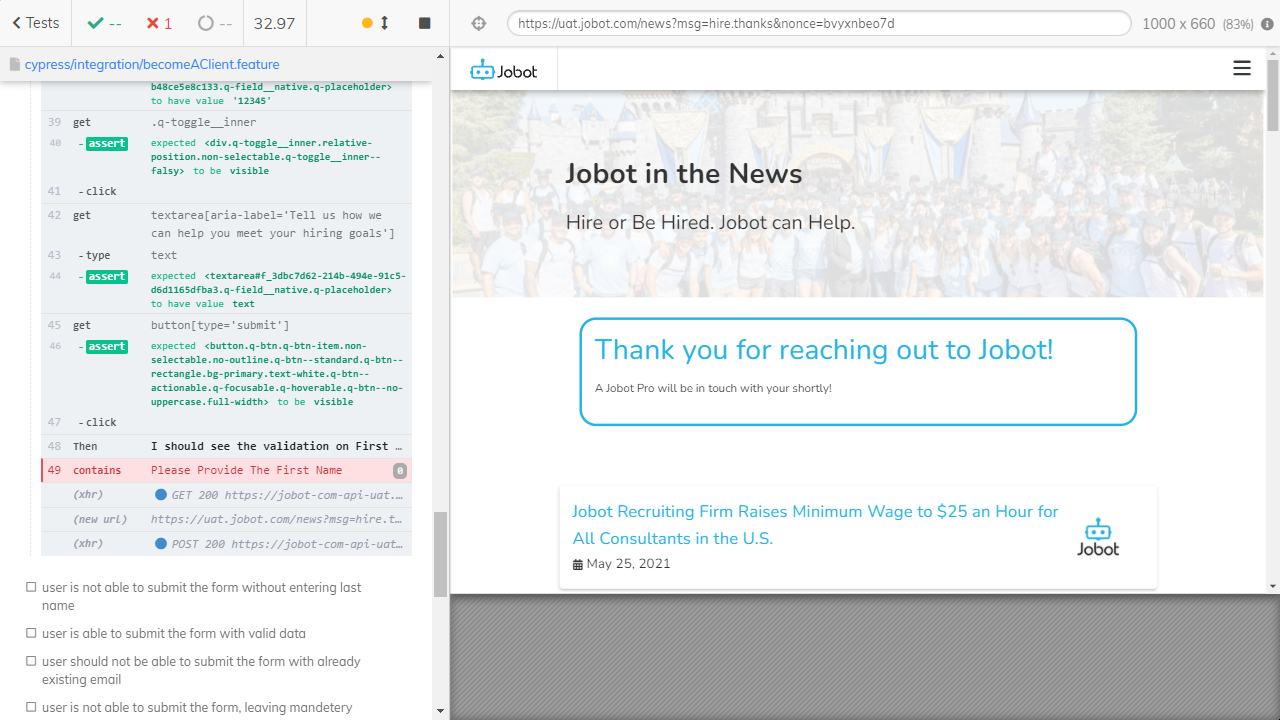 Tests
--
1
--
32.97
https://uat.jobot.com/news?msg=hire.thanks&nonce=bvyxnbeo7d
1000 x 660 (83%)
cypress/integration/becomeAClient.feature
b48ce5e8c133.q-field__native.q-placeholder>
to have value '12345'
39 get .q-toggle__inner
40 -assert expected <div.q-toggle__inner.relative-
position.non-selectable.q-toggle__inner--
falsy> to be visible
41 -click
42 get textarea[aria-label='Tell us how we
can help you meet your hiring goals']
43 -type text
44 -assert expected <textarea#f_3dbc7d62-214b-494e-91c5-
d6d1165dfba3.q-field__native.q-placeholder>
to have value text
45 get button[type='submit']
46 -assert expected <button.q-btn.q-btn-item.non-
selectable.no-outline.q-btn--standard.q-btn--
rectangle.bg-primary.text-white.q-btn--
actionable.q-focusable.q-hoverable.q-btn--no-
uppercase.full-width> to be visible
47 -click
48 Then I should see the validation on First …
49 contains Please Provide The First Name 0
(xhr) GET 200 https://jobot-com-api-uat.…
(new url) https://uat.jobot.com/news?msg=hire.t…
(xhr) POST 200 https://jobot-com-api-uat…
user is not able to submit the form without entering last
name
user is able to submit the form with valid data
user should not be able to submit the form with already
existing email
user is not able to submit the form, leaving mandetery
Jobot
Jobot in the News
Hire or Be Hired. Jobot can Help.
Thank you for reaching out to Jobot!
A Jobot Pro will be in touch with your shortly!
Jobot Recruiting Firm Raises Minimum Wage to $25 an Hour for
All Consultants in the U.S.
May 25, 2021
Jobot